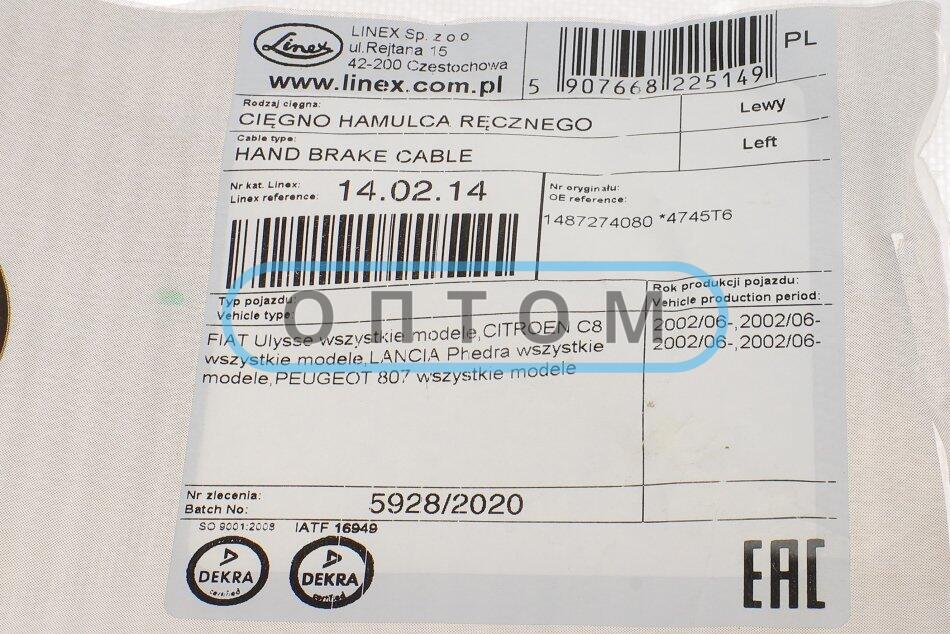 Linex
LINEX Sp. z o.o.
ul.Rejtana 15
42-200 Częstochowa
www.linex.com.pl
5 907668 225149
PL
Rodzaj cięgna:
CIĘGNO HAMULCA RĘCZNEGO
Lewy
Cable type:
HAND BRAKE CABLE
Left
Nr kat. Linex:
Linex reference:
14.02.14
Nr oryginału:
OE reference:
1487274080 *4745T6
Typ pojazdu:
Vehicle type:
Rok produkcji pojazdu:
Vehicle production period:
ОПТОМ
FIAT Ulysse wszystkie modele,CITROEN C8
wszystkie modele,LANCIA Phedra wszystkie
modele,PEUGEOT 807 wszystkie modele
2002/06-,2002/06-
2002/06-,2002/06-
Nr zlecenia:
Batch No:
5928/2020
SO 9001:2008
IATF 16949
DEKRA
certified
DEKRA
certified
EAC